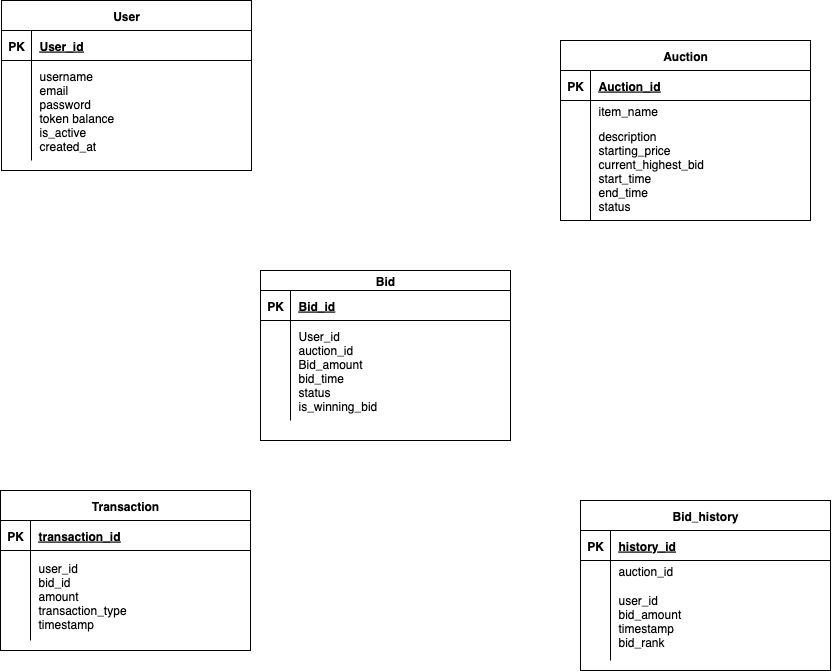 User
PK User_id
username
email
password
token balance
is_active
created_at
Auction
PK Auction_id
item_name
description
starting_price
current_highest_bid
start_time
end_time
status
Bid
PK Bid_id
User_id
auction_id
Bid_amount
bid_time
status
is_winning_bid
Transaction
PK transaction_id
user_id
bid_id
amount
transaction_type
timestamp
Bid_history
PK history_id
auction_id
user_id
bid_amount
timestamp
bid_rank